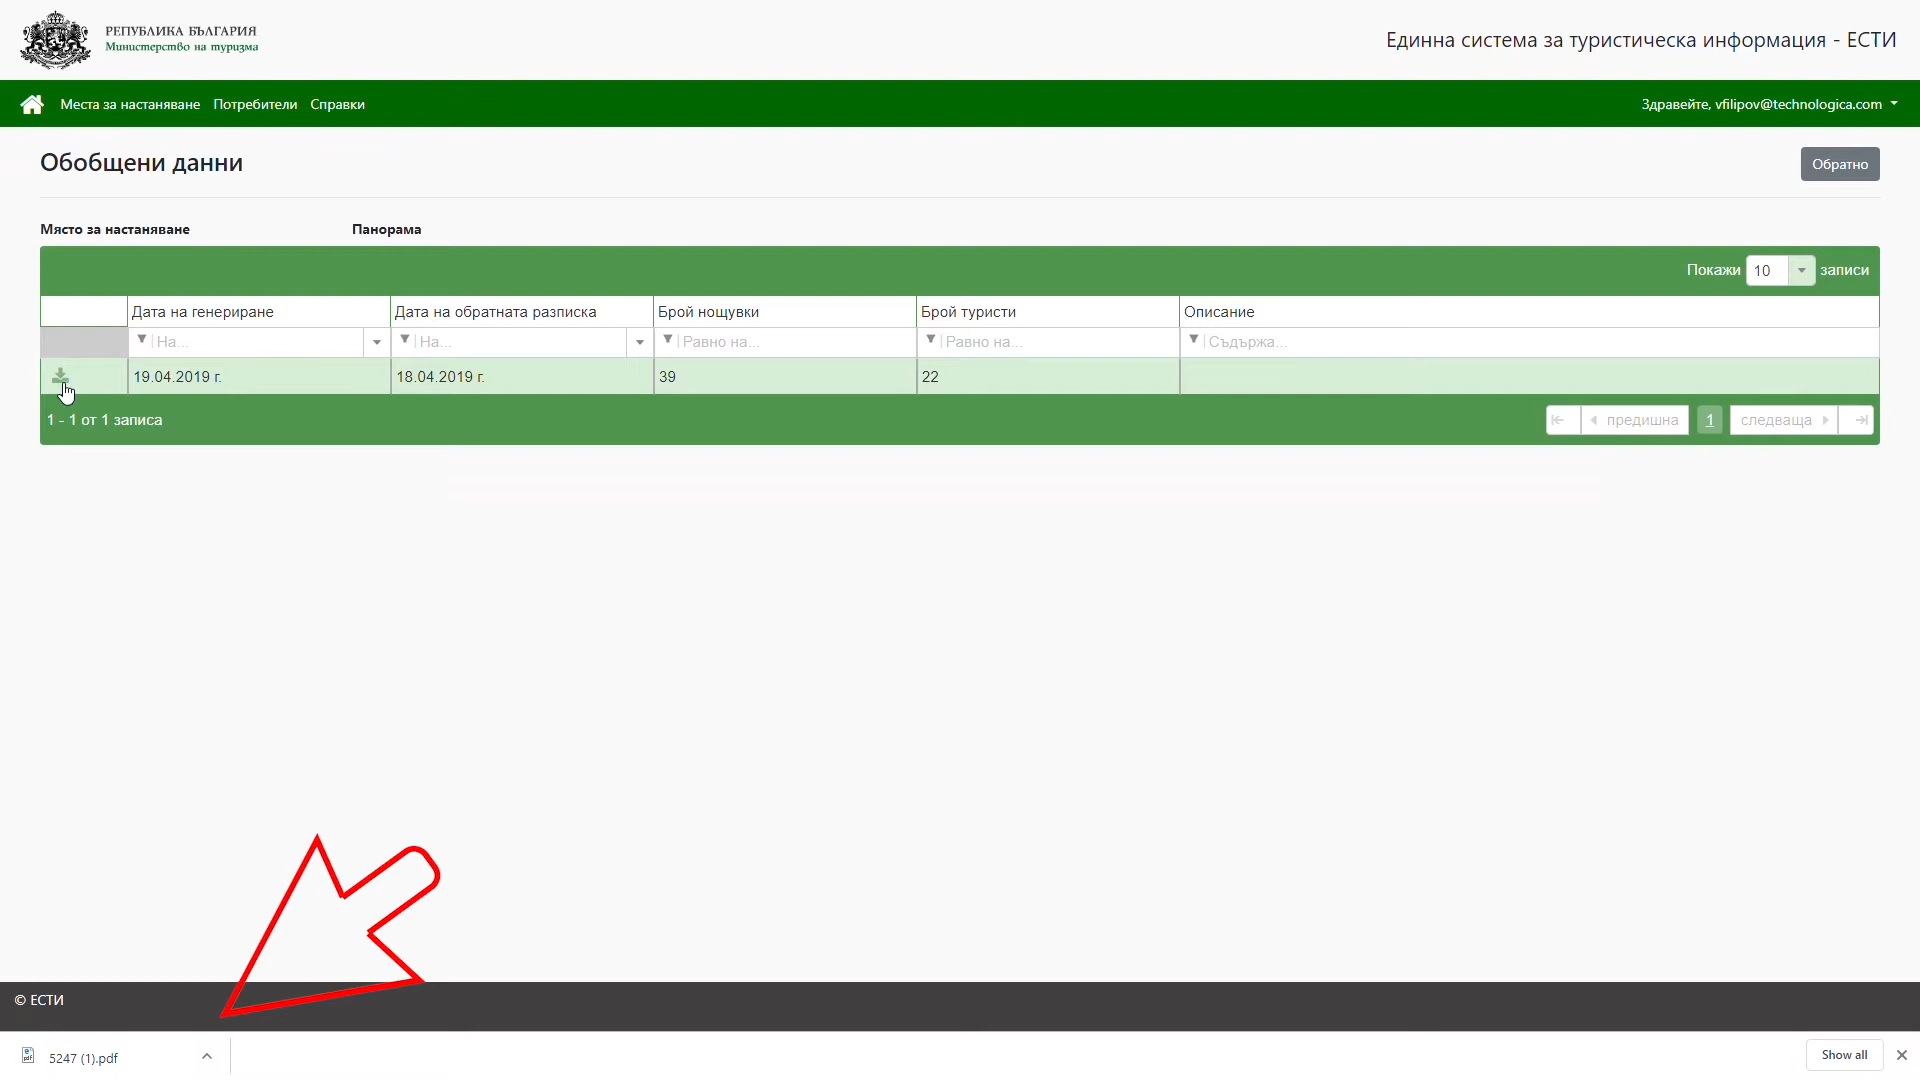 РЕПУБЛИКА БЪЛГАРИЯ
Министерство на туризма
Единна система за туристическа информация - ЕСТИ
Места за настаняване Потребители Справки
Здравейте, vfilipov@technologica.com
Обобщени данни
Обратно
Място за настаняване Панорама
Покажи 10 записи
Дата на генериране Дата на обратната разписка Брой нощувки Брой туристи Описание
На... На... Равно на... Равно на... Съдържа...
19.04.2019 г. 18.04.2019 г. 39 22
1 - 1 от 1 записа
предишна 1 следваща
© ЕСТИ
5247 (1).pdf
Show all